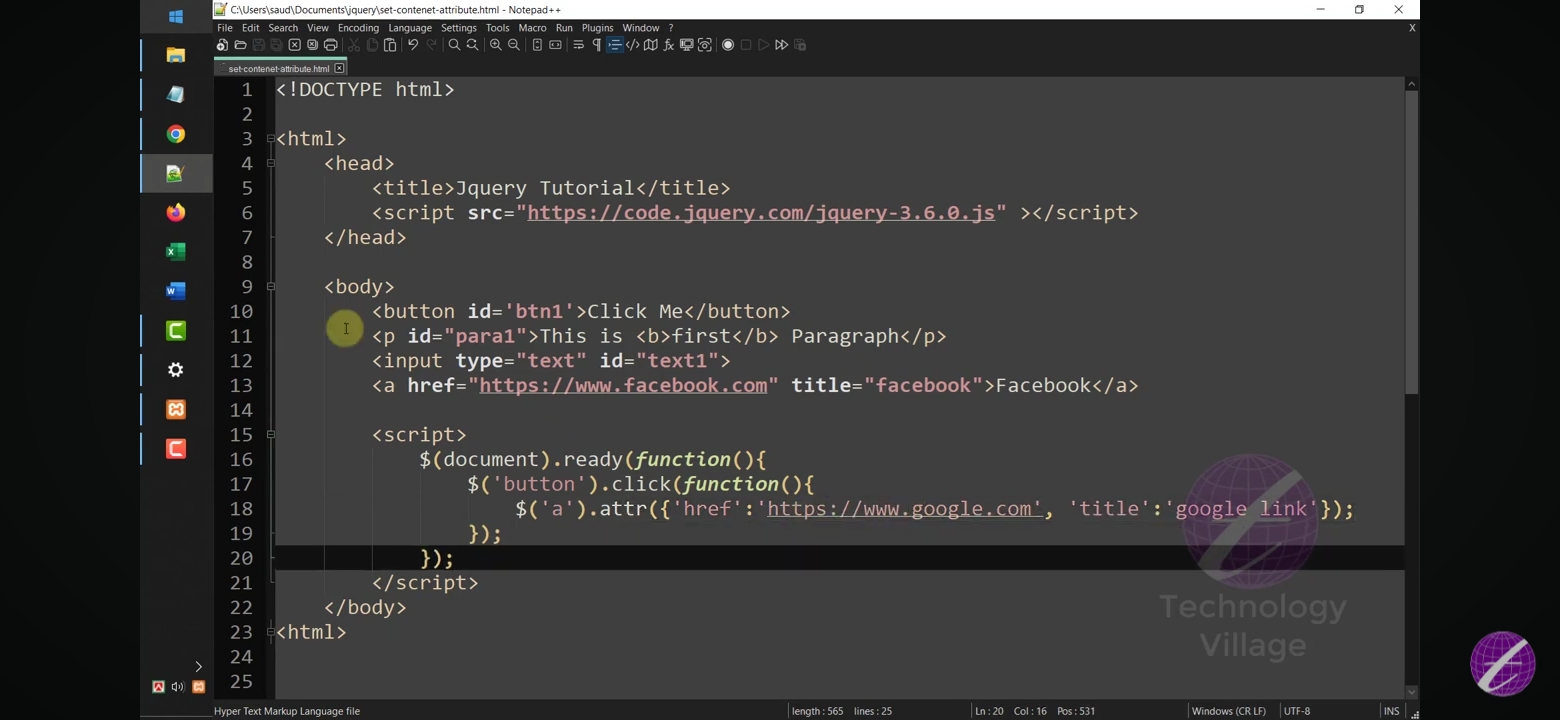 C:\Users\saud\Documents\jquery\set-contenet-attribute.html - Notepad++
File Edit Search View Encoding Language Settings Tools Macro Run Plugins Window ? X
set-contenet-attribute.html
1 <!DOCTYPE html>
2
3 <html>
4 <head>
5 <title>Jquery Tutorial</title>
6 <script src="https://code.jquery.com/jquery-3.6.0.js" ></script>
7 </head>
8
9 <body>
10 <button id='btn1'>Click Me</button>
11 <p id="para1">This is <b>first</b> Paragraph</p>
12 <input type="text" id="text1">
13 <a href="https://www.facebook.com" title="facebook">Facebook</a>
14
15 <script>
16 $(document).ready(function(){
17 $('button').click(function(){
18 $('a').attr({'href':'https://www.google.com', 'title':'google link'});
19 });
20 });
21 </script>
22 </body>
23 <html>
24
25
Technology
Village
Hyper Text Markup Language file length : 565 lines : 25 Ln : 20 Col : 16 Pos : 531 Windows (CR LF) UTF-8 INS